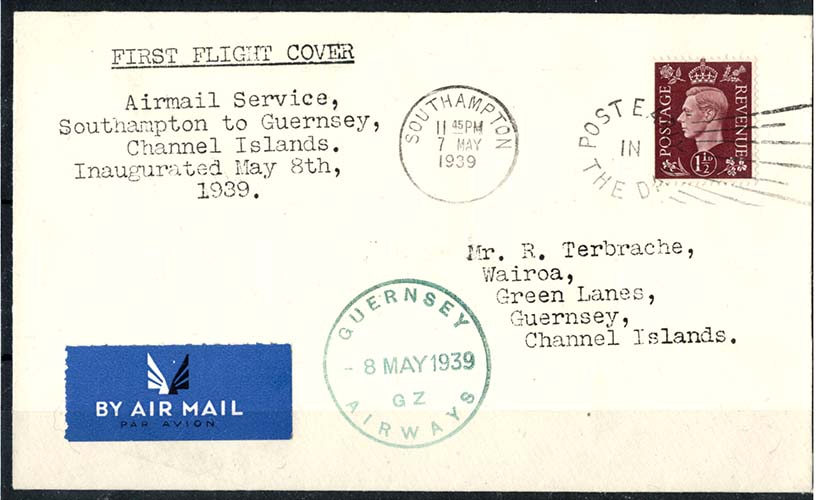 FIRST FLIGHT COVER
Airmail Service,
Southampton to Guernsey,
Channel Islands.
Inaugurated May 8th,
1939.
SOUTHAMPTON
11 45 PM
7 MAY
1939
POST EA
IN
THE D
POSTAGE
REVENUE
1½D
Mr. R. Terbrache,
Wairoa,
Green Lanes,
Guernsey,
Channel Islands.
GUERNSEY
- 8 MAY 1939
GZ
AIRWAYS
BY AIR MAIL
PAR AVION